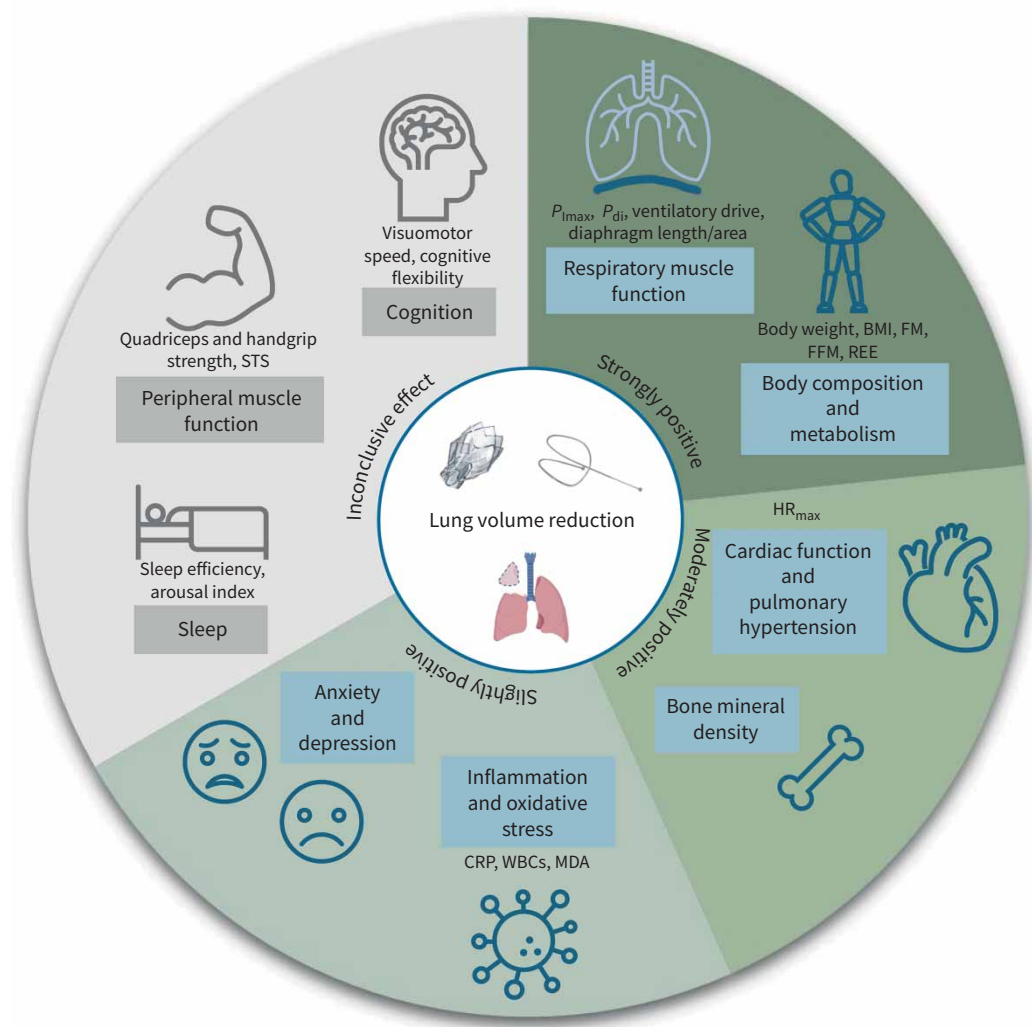 Visuomotor
speed, cognitive
flexibility
Cognition
Quadriceps and handgrip
strength, STS
Peripheral muscle
function
Sleep efficiency,
arousal index
Sleep
Inconclusive effect
PImax, Pdi, ventilatory drive,
diaphragm length/area
Respiratory muscle
function
Body weight, BMI, FM,
FFM, REE
Body composition
and
metabolism
Strongly positive
Lung volume reduction
HRmax
Cardiac function
and
pulmonary
hypertension
Bone mineral
density
Moderately positive
Slightly positive
Anxiety
and
depression
Inflammation
and oxidative
stress
CRP, WBCs, MDA